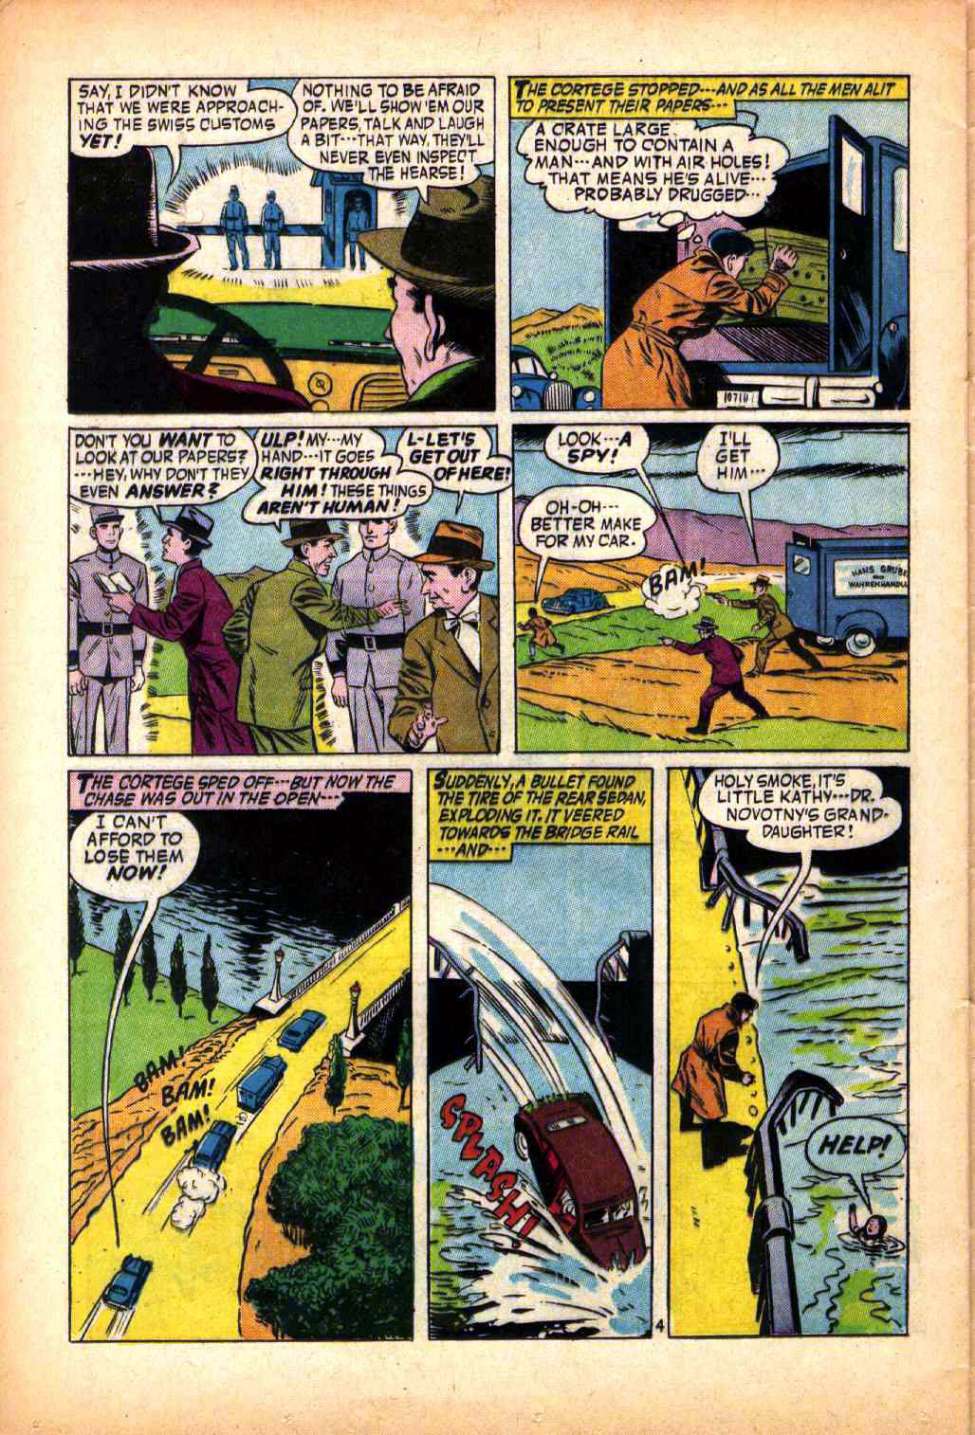 SAY, I DIDN'T KNOW
THAT WE WERE APPROACH-
ING THE SWISS CUSTOMS
YET!
NOTHING TO BE AFRAID
OF. WE'LL SHOW 'EM OUR
PAPERS, TALK AND LAUGH
A BIT---THAT WAY, THEY'LL
NEVER EVEN INSPECT
THE HEARSE!
THE CORTEGE STOPPED---AND AS ALL THE MEN ALIT
TO PRESENT THEIR PAPERS---
A CRATE LARGE
ENOUGH TO CONTAIN A
MAN---AND WITH AIR HOLES!
THAT MEANS HE'S ALIVE---
PROBABLY DRUGGED---
DON'T YOU WANT TO
LOOK AT OUR PAPERS?
---HEY, WHY DON'T THEY
EVEN ANSWER?
ULP! MY---MY
HAND---IT GOES
RIGHT THROUGH
HIM! THESE THINGS
AREN'T HUMAN!
L-LET'S
GET OUT
OF HERE!
LOOK---A
SPY!
I'LL
GET
HIM---
OH-OH---
BETTER MAKE
FOR MY CAR.
BAM!
HANS GRUBE
THE CORTEGE SPED OFF---BUT NOW THE
CHASE WAS OUT IN THE OPEN---
I CAN'T
AFFORD TO
LOSE THEM
NOW!
BAM!
BAM!
BAM!
SUDDENLY, A BULLET FOUND
THE TIRE OF THE REAR SEDAN,
EXPLODING IT. IT VEERED
TOWARDS THE BRIDGE RAIL
---AND---
SPLASH!
4
HOLY SMOKE, IT'S
LITTLE KATHY---DR.
NOVOTNY'S GRAND-
DAUGHTER!
HELP!